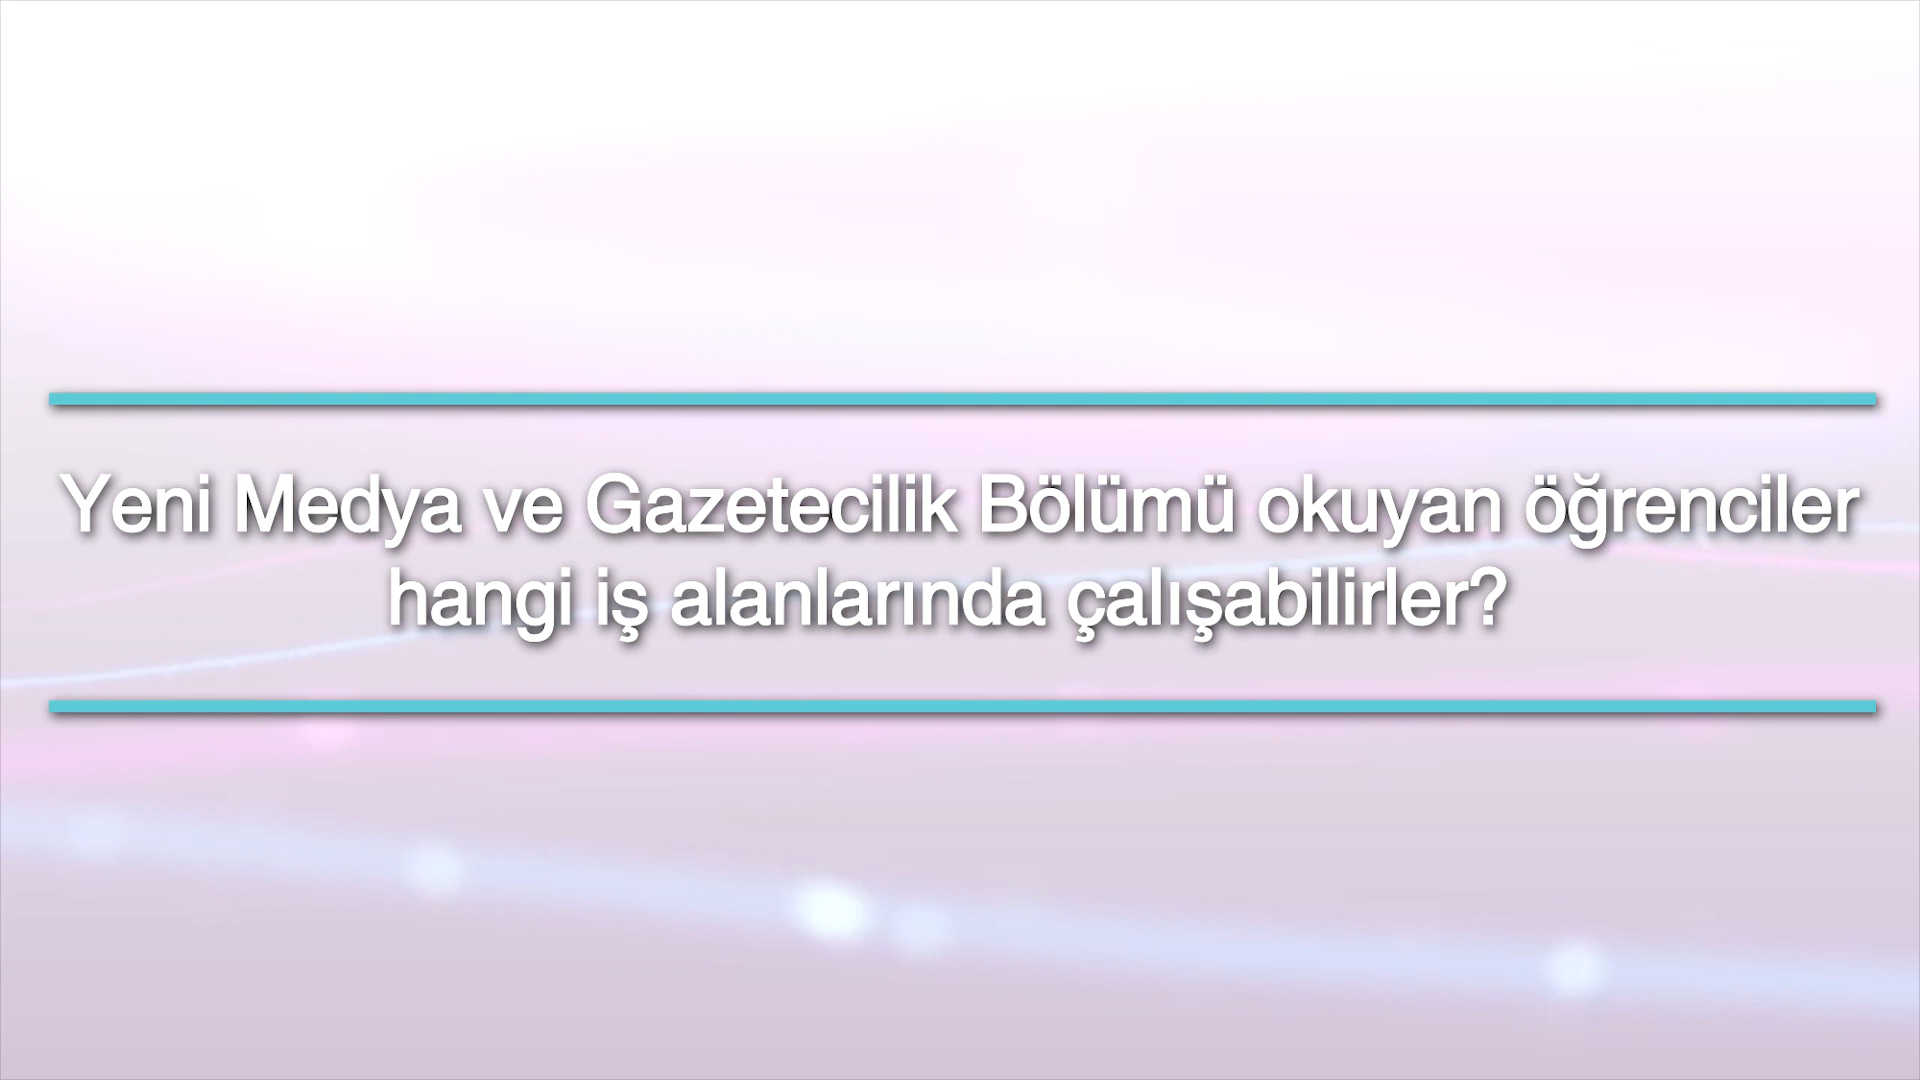 Yeni Medya ve Gazetecilik Bölümü okuyan öğrenciler
hangi iş alanlarında çalışabilirler?